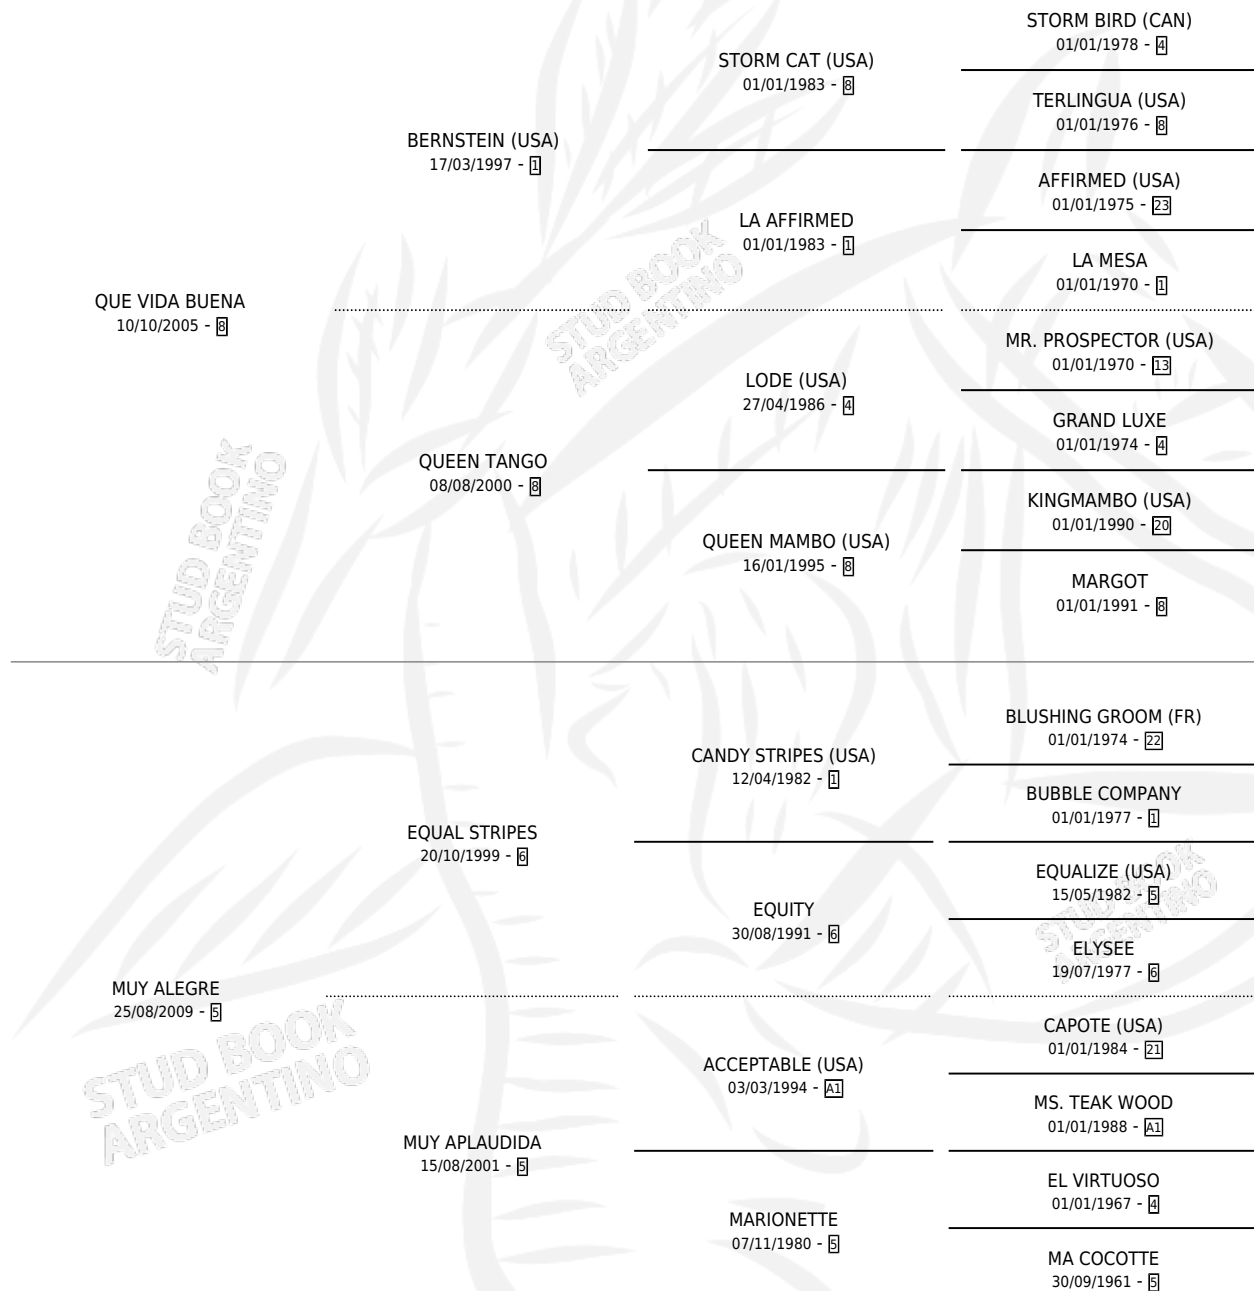 QUE VIDA BUENA
10/10/2005 - 8
BERNSTEIN (USA)
17/03/1997 - 1
STORM CAT (USA)
01/01/1983 - 8
STORM BIRD (CAN)
01/01/1978 - 4
TERLINGUA (USA)
01/01/1976 - 8
LA AFFIRMED
01/01/1983 - 1
AFFIRMED (USA)
01/01/1975 - 23
LA MESA
01/01/1970 - 1
QUEEN TANGO
08/08/2000 - 8
LODE (USA)
27/04/1986 - 4
MR. PROSPECTOR (USA)
01/01/1970 - 13
GRAND LUXE
01/01/1974 - 4
QUEEN MAMBO (USA)
16/01/1995 - 8
KINGMAMBO (USA)
01/01/1990 - 20
MARGOT
01/01/1991 - 8
MUY ALEGRE
25/08/2009 - 5
EQUAL STRIPES
20/10/1999 - 6
CANDY STRIPES (USA)
12/04/1982 - 1
BLUSHING GROOM (FR)
01/01/1974 - 22
BUBBLE COMPANY
01/01/1977 - 1
EQUITY
30/08/1991 - 6
EQUALIZE (USA)
15/05/1982 - 5
ELYSEE
19/07/1977 - 6
MUY APLAUDIDA
15/08/2001 - 5
ACCEPTABLE (USA)
03/03/1994 - A1
CAPOTE (USA)
01/01/1984 - 21
MS. TEAK WOOD
01/01/1988 - A1
MARIONETTE
07/11/1980 - 5
EL VIRTUOSO
01/01/1967 - 4
MA COCOTTE
30/09/1961 - 5
STUD BOOK
ARGENTINO
STUD BOOK
ARGENTINO
STUD BOOK
ARGENTINO
STUD BOOK
ARGENTINO